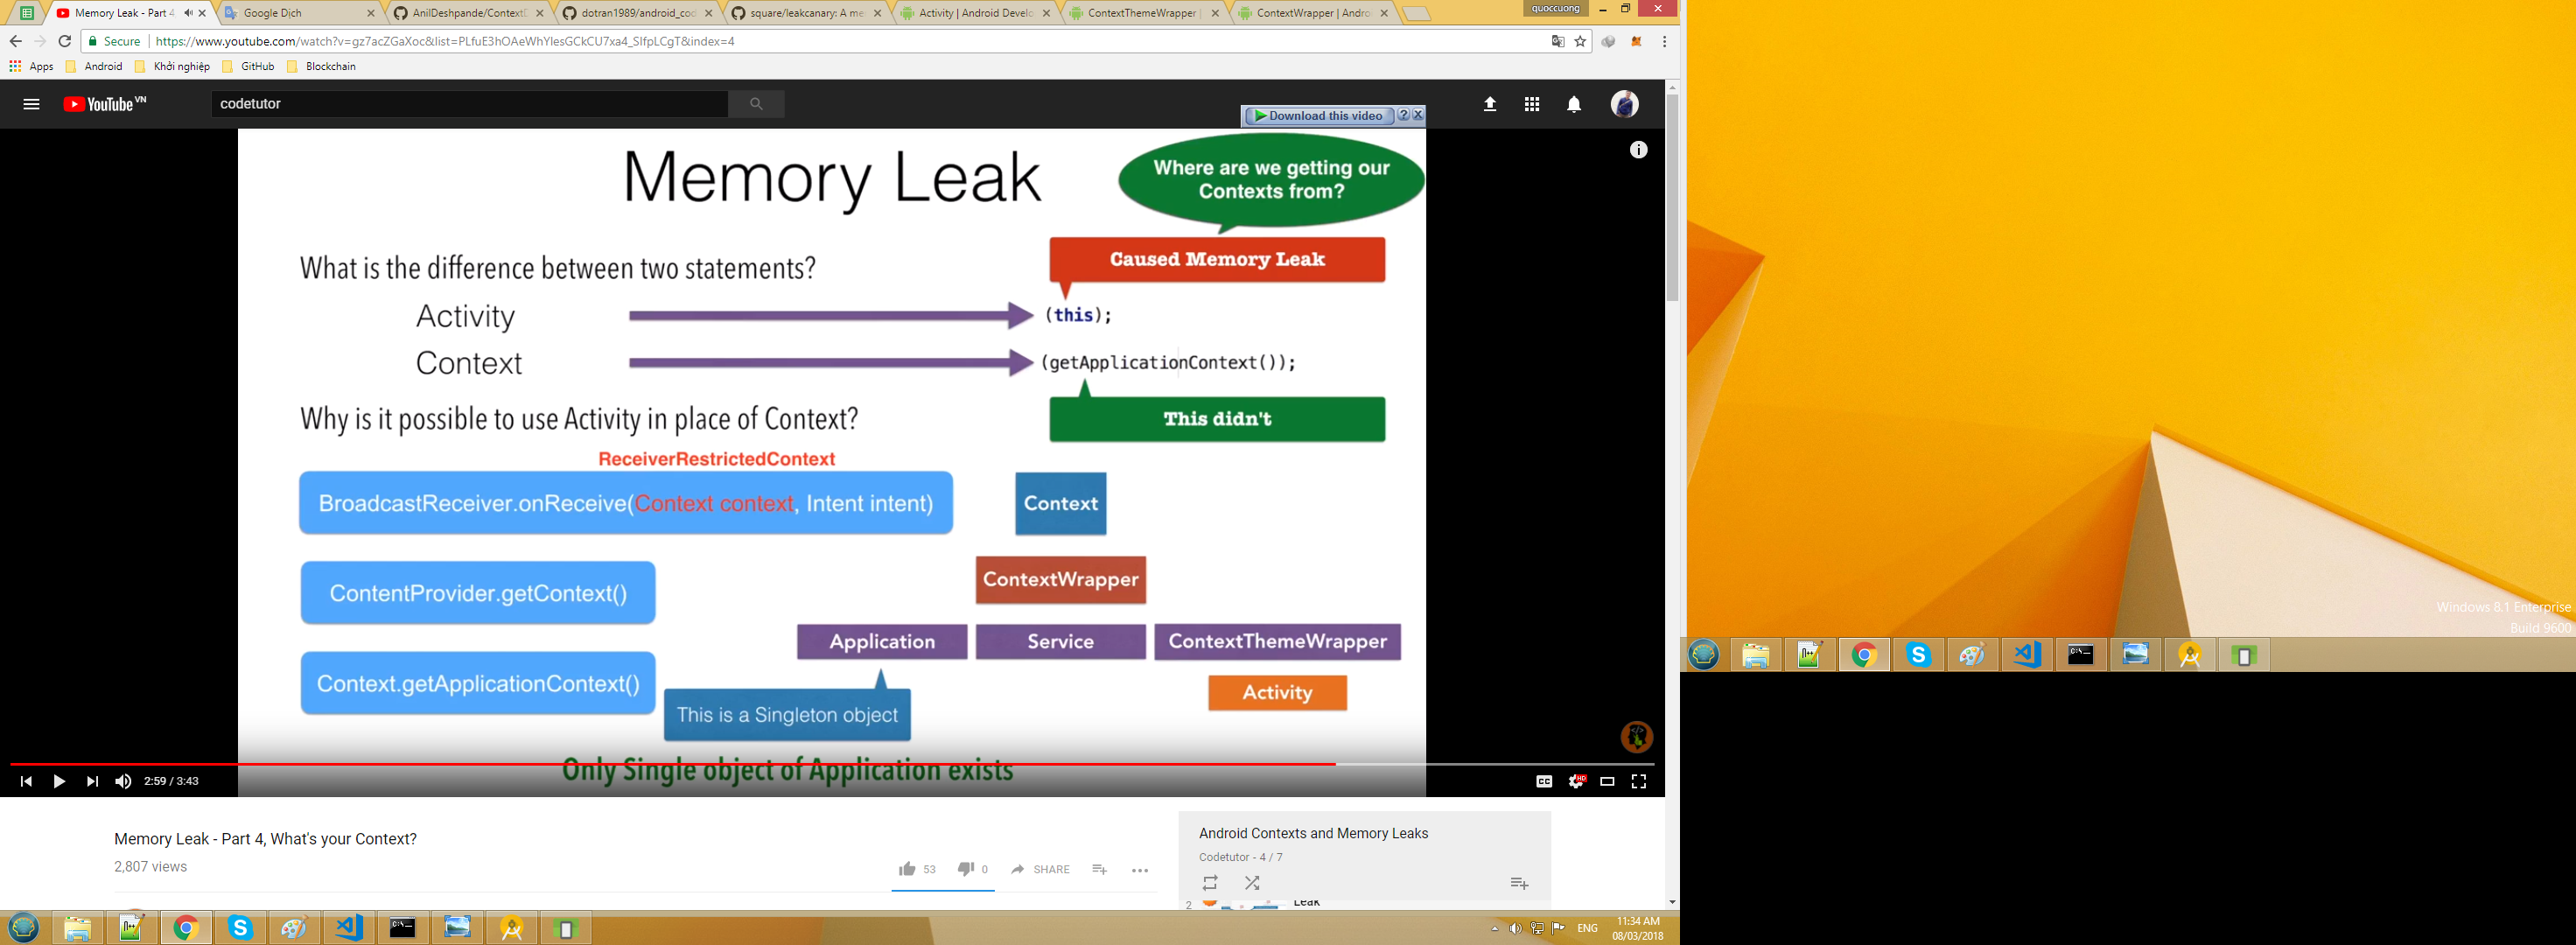 Memory Leak - Part 4
Google Dịch
AnilDeshpande/Context
dotran1989/android_cod
square/leakcanary: A me
Activity | Android Develo
ContextThemeWrapper
ContextWrapper | Andro
quoccuong
Secure
https://www.youtube.com/watch?v=gz7acZGaXoc&list=PLfuE3hOAeWhYlesGCkCU7xa4_SIfpLCgT&index=4
Apps
Android
Khởi nghiệp
GitHub
Blockchain
YouTube VN
codetutor
Download this video
Memory Leak
Where are we getting our
Contexts from?
Caused Memory Leak
What is the difference between two statements?
Activity
(this);
Context
(getApplicationContext());
This didn't
Why is it possible to use Activity in place of Context?
ReceiverRestrictedContext
BroadcastReceiver.onReceive(Context context, Intent intent)
Context
ContextWrapper
ContentProvider.getContext()
Application
Service
ContextThemeWrapper
Context.getApplicationContext()
Activity
This is a Singleton object
Only Single object of Application exists
2:59 / 3:43
CC
HD
Memory Leak - Part 4, What's your Context?
2,807 views
53
0
SHARE
Android Contexts and Memory Leaks
Codetutor - 4 / 7
2
Leak
ENG
11:34 AM
08/03/2018
Windows 8.1 Enterprise
Build 9600